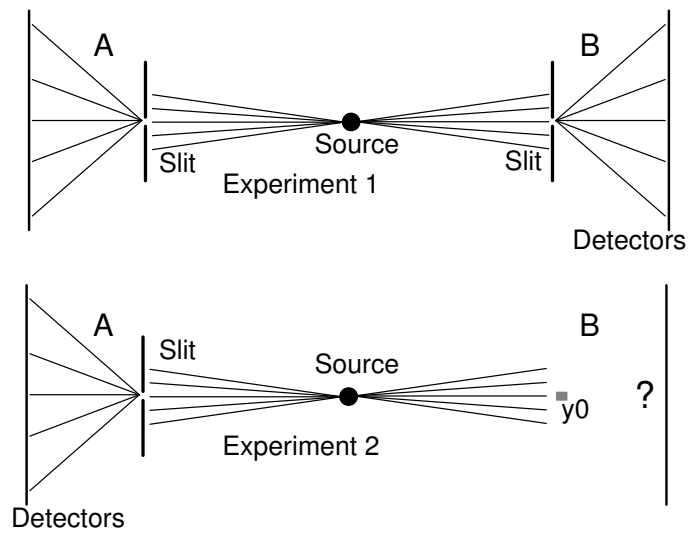 A
B
Source
Slit
Slit
Experiment 1
Detectors
A
B
Slit
Source
?
y0
Experiment 2
Detectors